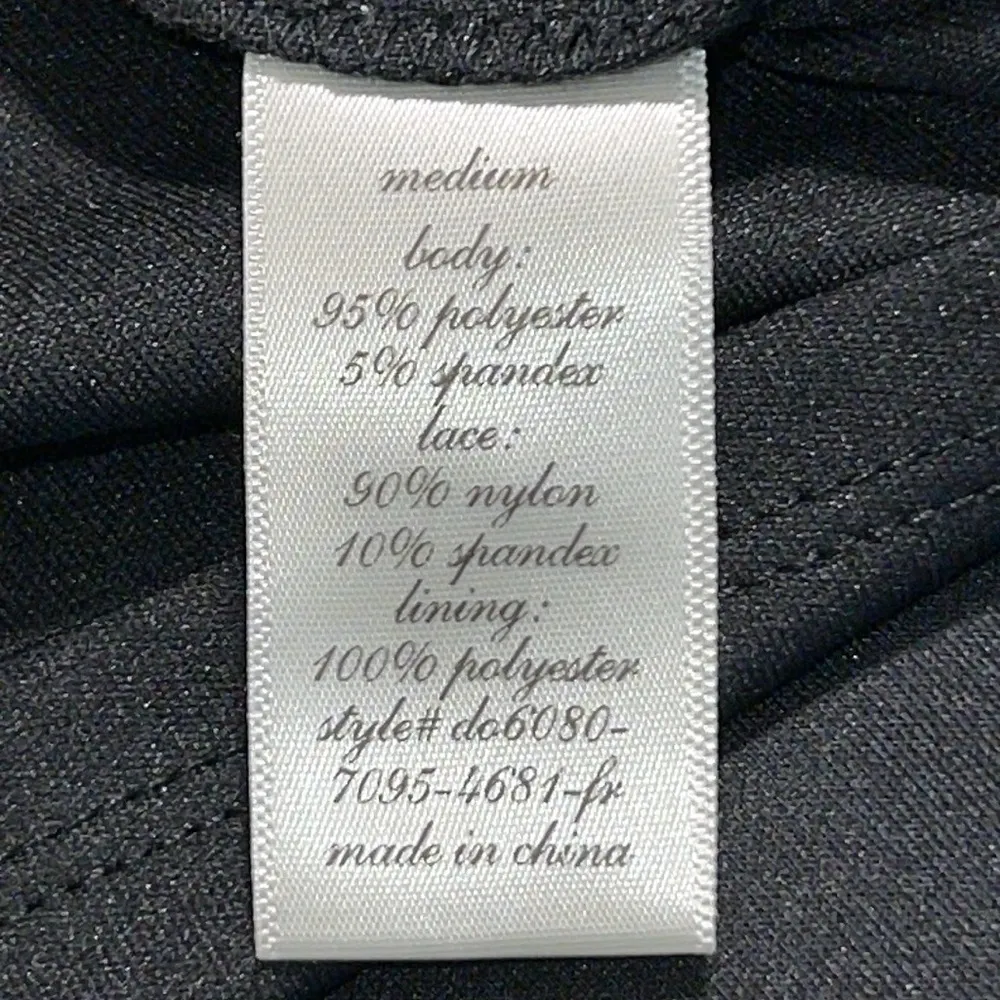 medium
body:
95% polyester
5% spandex
lace:
90% nylon
10% spandex
lining:
100% polyester
style# do6080-
7095-4681-fr
made in china